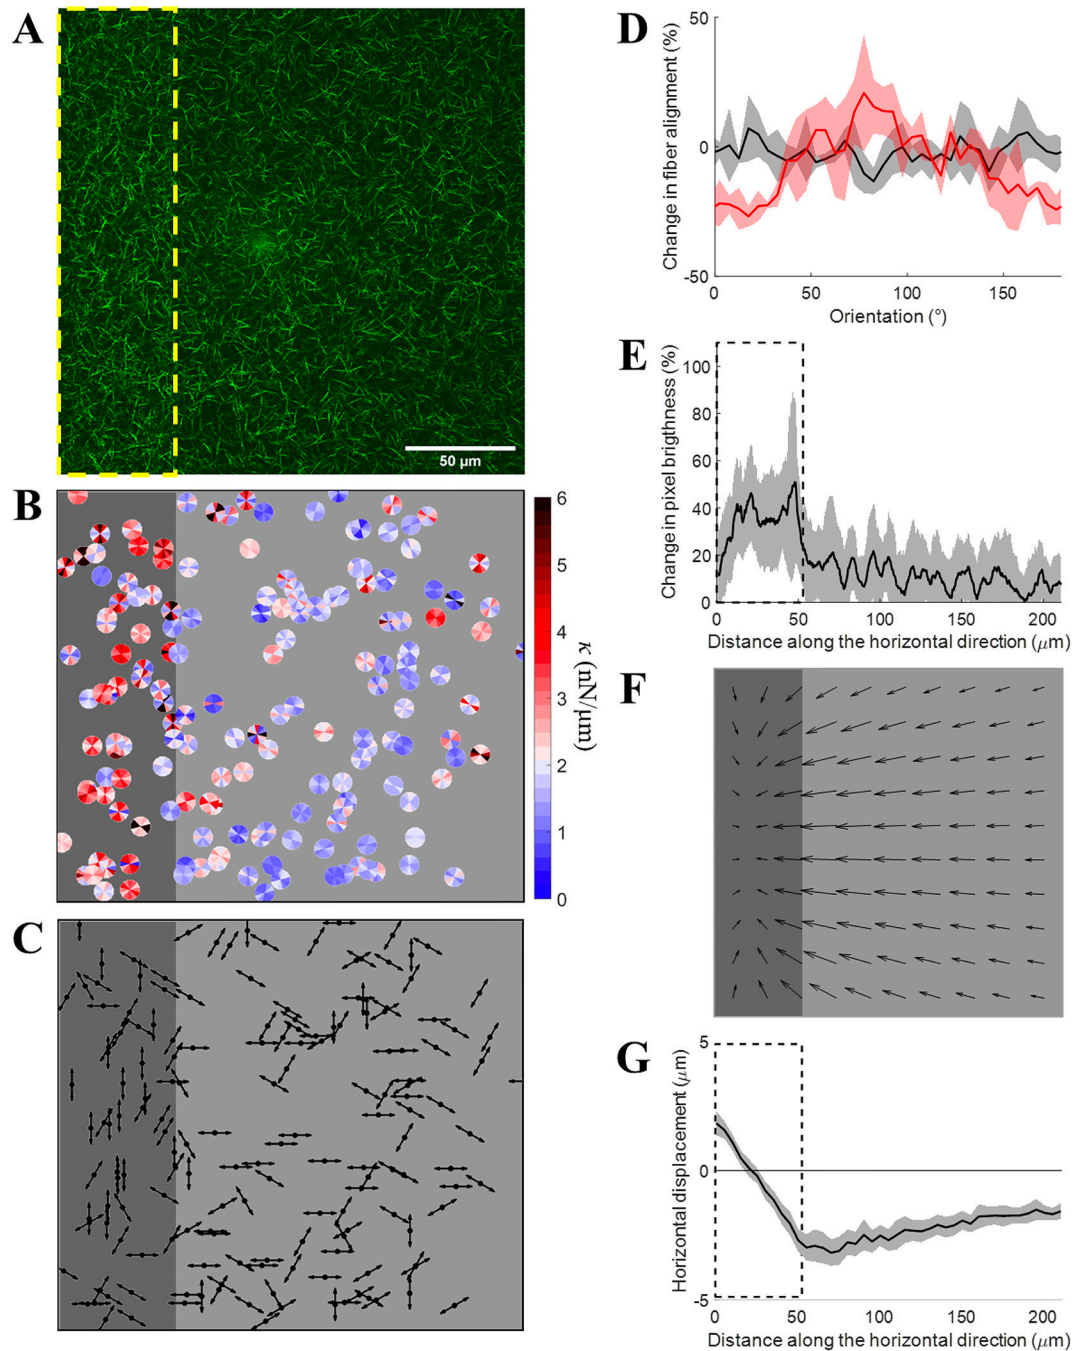 A
50 µm
B
6
5
4
3
2
1
0
κ (nN/µm)
C
D
Change in fiber alignment (%)
50
0
-50
0
50
100
150
Orientation (°)
E
Change in pixel brigthness (%)
100
80
60
40
20
0
0
50
100
150
200
Distance along the horizontal direction (µm)
F
G
Horizontal displacement (µm)
5
0
-5
0
50
100
150
200
Distance along the horizontal direction (µm)